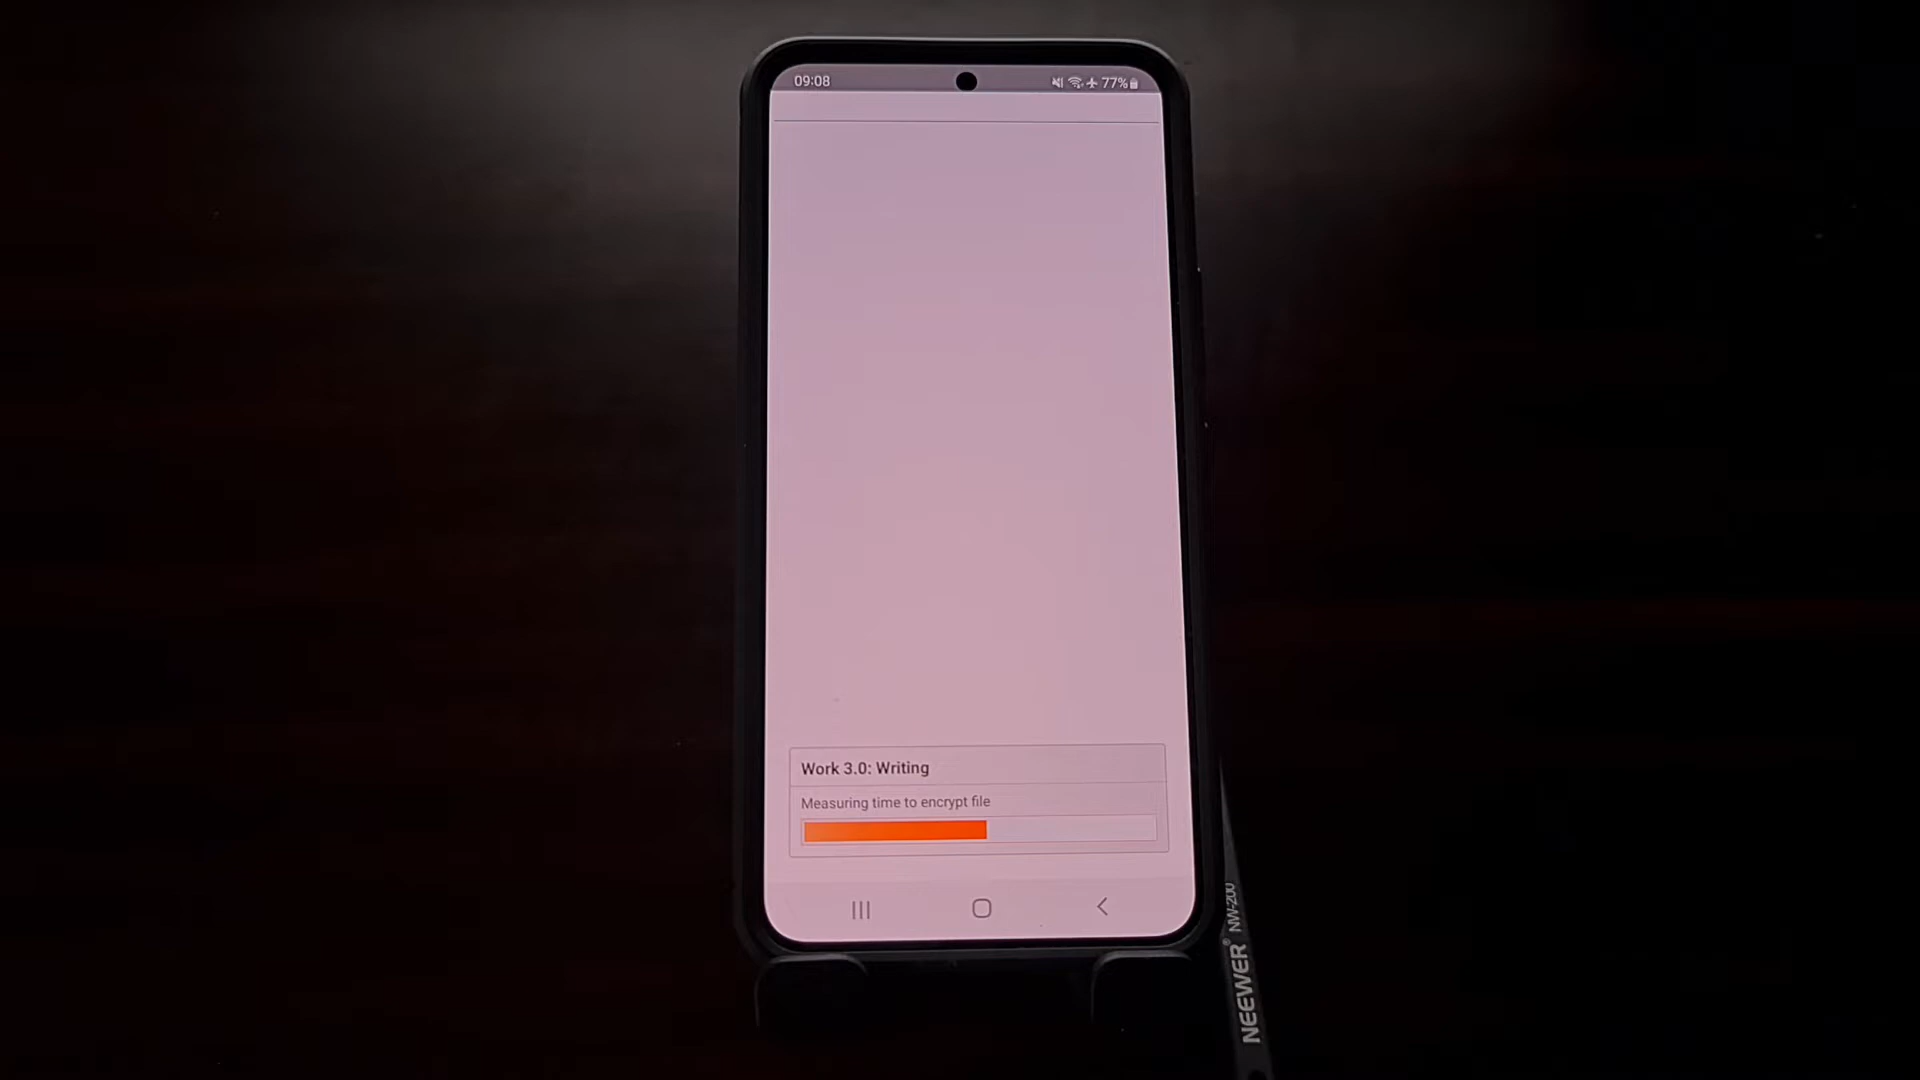 09:08
77%
Work 3.0: Writing
Measuring time to encrypt file
NEEWER® NW-200